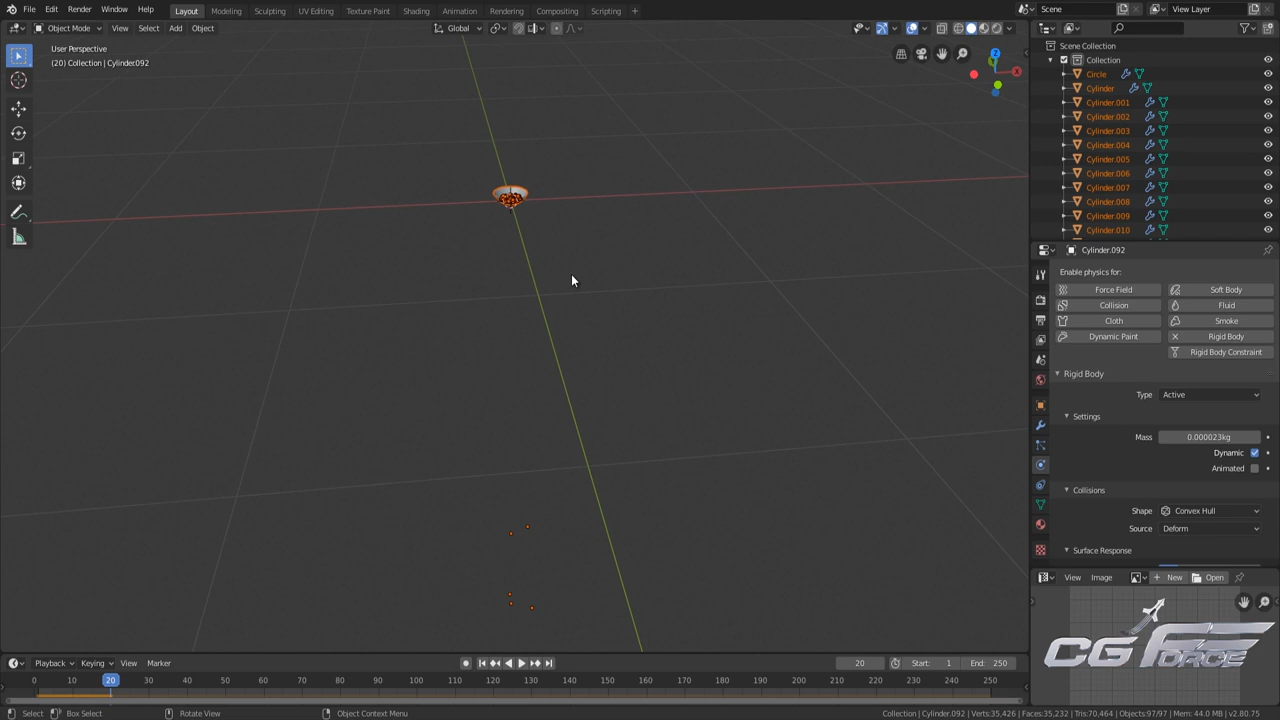 File Edit Render Window Help Layout Modeling Sculpting UV Editing Texture Paint Shading Animation Rendering Compositing Scripting + Scene View Layer
Object Mode View Select Add Object Global
User Perspective
(20) Collection | Cylinder.092
X
Z
Scene Collection
Collection
Circle
Cylinder
Cylinder.001
Cylinder.002
Cylinder.003
Cylinder.004
Cylinder.005
Cylinder.006
Cylinder.007
Cylinder.008
Cylinder.009
Cylinder.010
Cylinder.092
Enable physics for:
Force Field Soft Body
Collision Fluid
Cloth Smoke
Dynamic Paint Rigid Body
Rigid Body Constraint
Rigid Body
Type Active
Settings
Mass 0.000023kg
Dynamic
Animated
Collisions
Shape Convex Hull
Source Deform
Surface Response
View Image New Open
CG FORCE
Playback Keying View Marker 20 Start: 1 End: 250
0 10 20 30 40 50 60 70 80 90 100 110 120 130 140 150 160 170 180 190 200 210 220 230 240 250
Select Box Select Rotate View Object Context Menu Collection | Cylinder.092 | Verts:35,426 | Faces:35,232 | Tris:70,464 | Objects:97/97 | Mem: 44.0 MB | v2.80.75